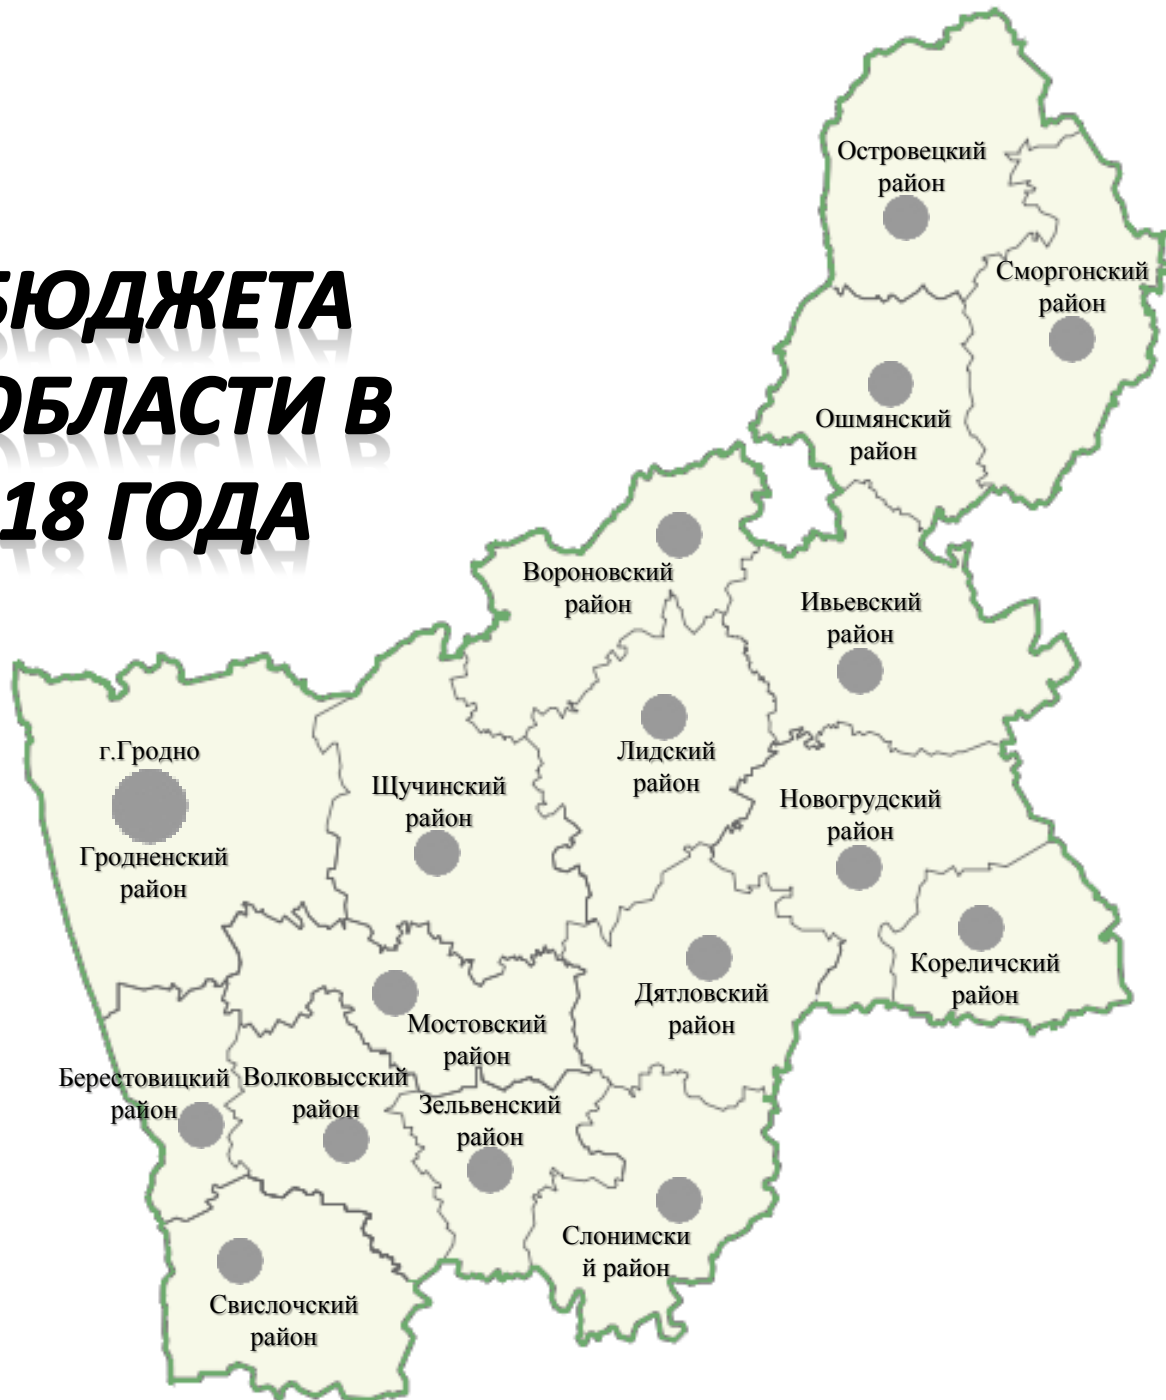 БЮДЖЕТА
ОБЛАСТИ В
18 ГОДА
Островецкий
район
Сморгонский
район
Ошмянский
район
Вороновский
район
Ивьевский
район
г.Гродно
Гродненский
район
Щучинский
район
Лидский
район
Новогрудский
район
Кореличский
район
Дятловский
район
Мостовский
район
Берестовицкий
район
Волковысский
район
Зельвенский
район
Слонимски
й район
Свислочский
район